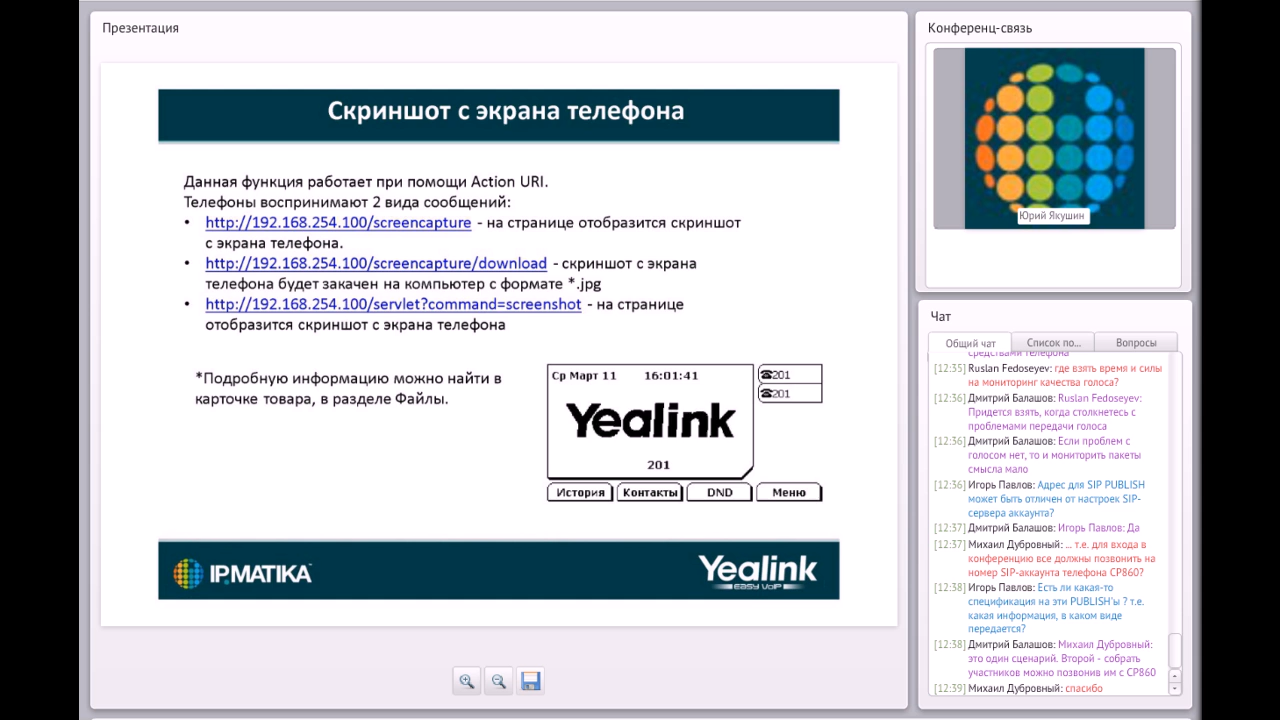 Презентация
Скриншот с экрана телефона
Данная функция работает при помощи Action URI.
Телефоны воспринимают 2 вида сообщений:
• http://192.168.254.100/screencapture - на странице отобразится скриншот
с экрана телефона.
• http://192.168.254.100/screencapture/download - скриншот с экрана
телефона будет закачен на компьютер с формате *.jpg
• http://192.168.254.100/servlet?command=screenshot - на странице
отобразится скриншот с экрана телефона
*Подробную информацию можно найти в
карточке товара, в разделе Файлы.
Ср Март 11 16:01:41
Yealink
201
201
201
История Контакты DND Меню
IPMATIKA
Yealink
EASY VoIP
Конференц-связь
Юрий Якушин
Чат
Общий чат Список по... Вопросы
средствами телефона
[12:35] Ruslan Fedoseyev: где взять время и силы
на мониторинг качества голоса?
[12:36] Дмитрий Балашов: Ruslan Fedoseyev:
Придется взять, когда столкнетесь с
проблемами передачи голоса
[12:36] Дмитрий Балашов: Если проблем с
голосом нет, то и мониторить пакеты
смысла мало
[12:36] Игорь Павлов: Адрес для SIP PUBLISH
может быть отличен от настроек SIP-
сервера аккаунта?
[12:37] Дмитрий Балашов: Игорь Павлов: Да
[12:37] Михаил Дубровный: ... т.е. для входа в
конференцию все должны позвонить на
номер SIP-аккаунта телефона CP860?
[12:38] Игорь Павлов: Есть ли какая-то
спецификация на эти PUBLISH'ы ? т.е.
какая информация, в каком виде
передается?
[12:38] Дмитрий Балашов: Михаил Дубровный:
это один сценарий. Второй - собрать
участников можно позвонив им с CP860
[12:39] Михаил Дубровный: спасибо